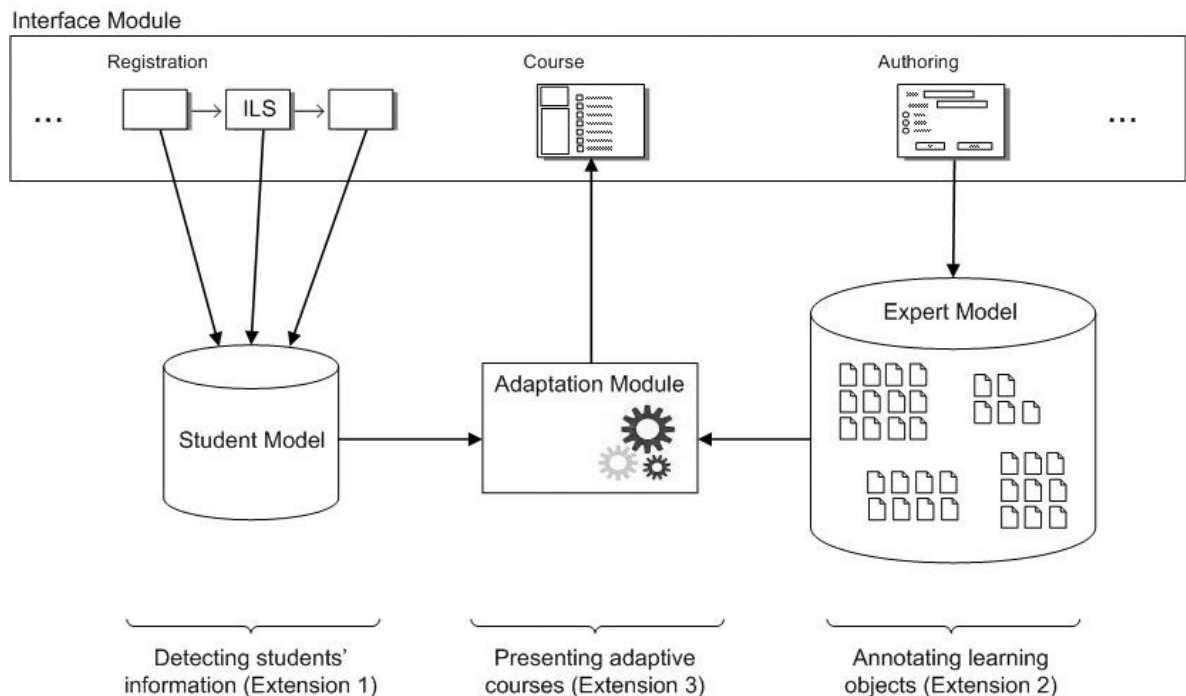 Interface Module
Registration
Course
Authoring
...
ILS
...
Expert Model
Adaptation Module
Student Model
Detecting students’
information (Extension 1)
Presenting adaptive
courses (Extension 3)
Annotating learning
objects (Extension 2)